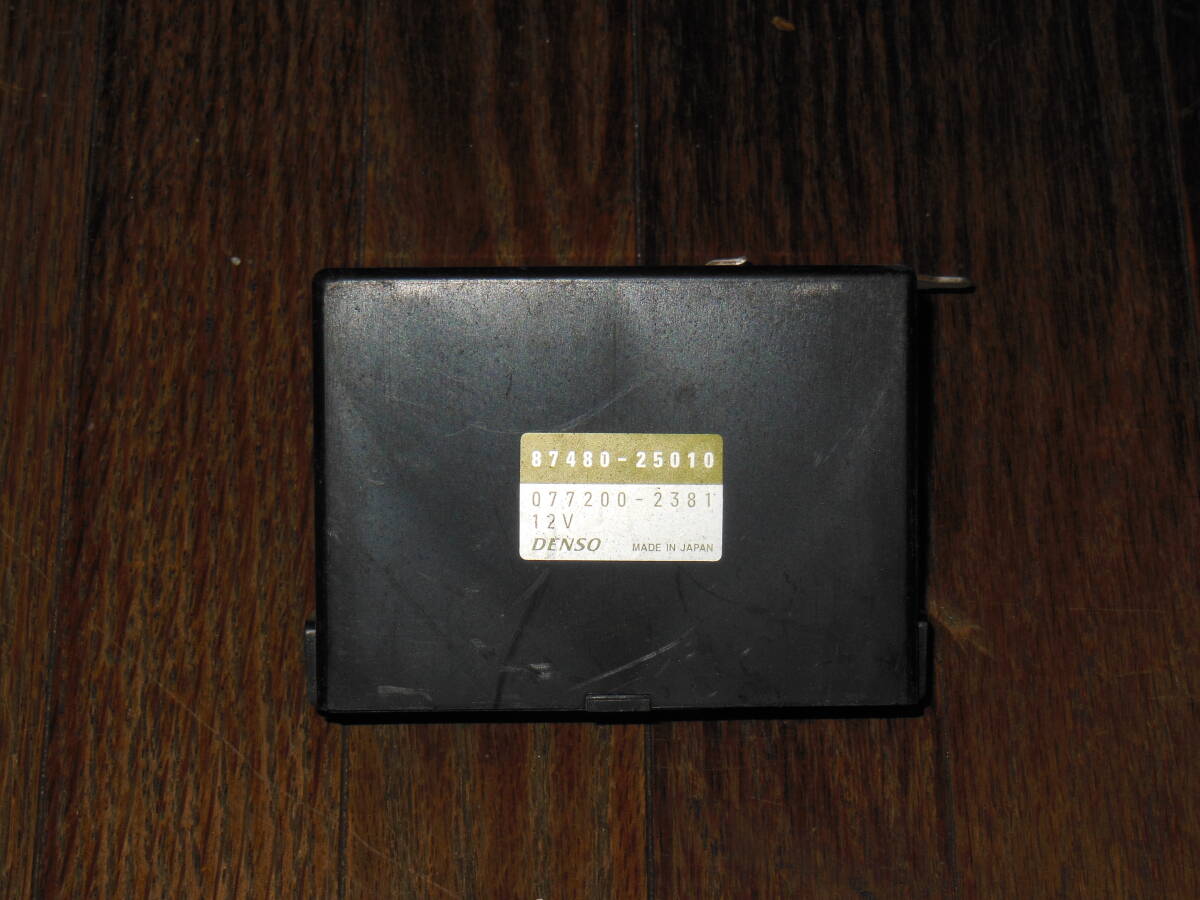 87480-25010
077200-2381
12V
DENSO MADE IN JAPAN